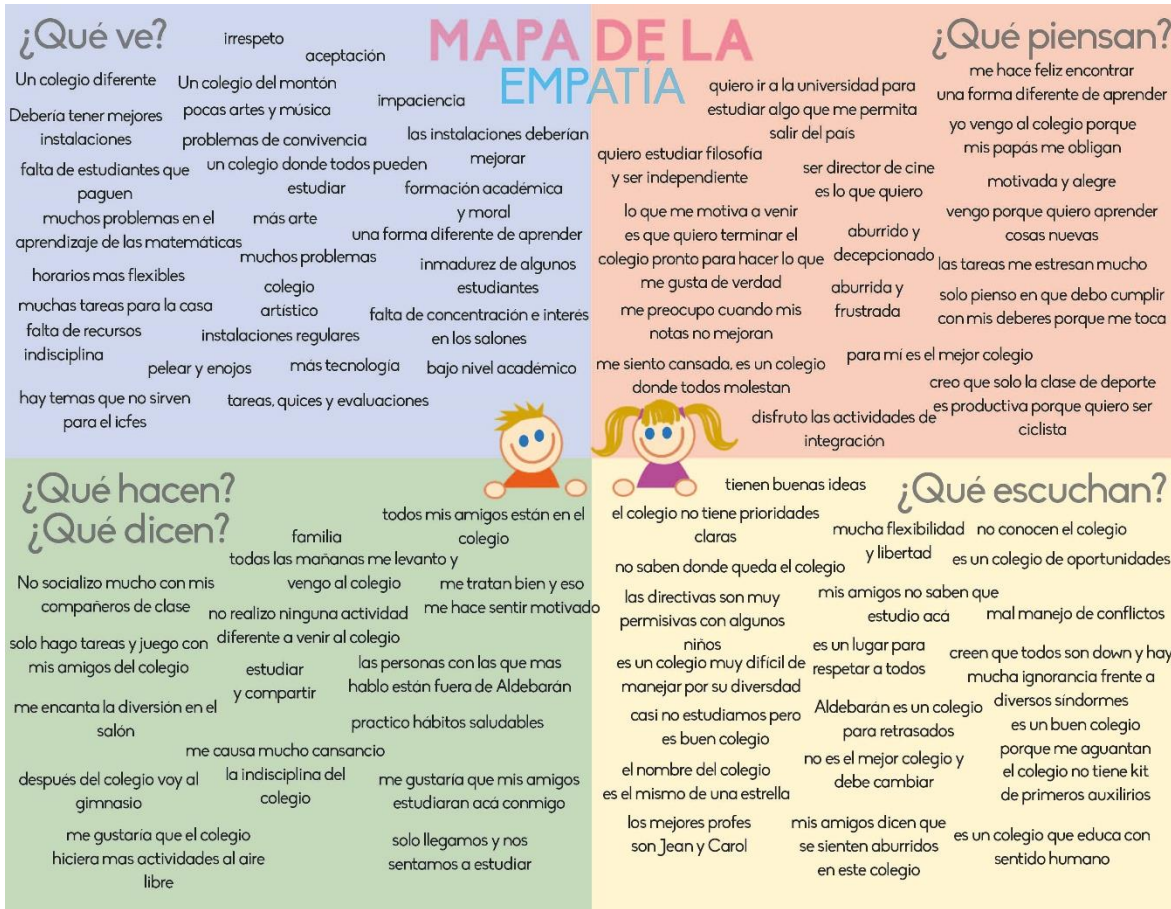 MAPA DE LA
EMPATÍA
¿Qué ve?
irrespeto
aceptación
Un colegio diferente
Un colegio del montón
pocas artes y música
impaciencia
Debería tener mejores
instalaciones
problemas de convivencia
las instalaciones deberían
mejorar
falta de estudiantes que
paguen
un colegio donde todos pueden
estudiar
formación académica
y moral
muchos problemas en el
aprendizaje de las matemáticas
más arte
una forma diferente de aprender
muchos problemas
horarios mas flexibles
inmadurez de algunos
estudiantes
colegio
artístico
muchas tareas para la casa
falta de recursos
indisciplina
instalaciones regulares
falta de concentración e interés
en los salones
pelear y enojos
más tecnología
bajo nivel académico
hay temas que no sirven
para el icfes
tareas, quices y evaluaciones
¿Qué piensan?
me hace feliz encontrar
una forma diferente de aprender
quiero ir a la universidad para
estudiar algo que me permita
salir del país
yo vengo al colegio porque
mis papás me obligan
quiero estudiar filosofía
y ser independiente
ser director de cine
es lo que quiero
motivada y alegre
lo que me motiva a venir
es que quiero terminar el
colegio pronto para hacer lo que
me gusta de verdad
aburrido y
decepcionado
vengo porque quiero aprender
cosas nuevas
las tareas me estresan mucho
aburrida y
frustrada
solo pienso en que debo cumplir
con mis deberes porque me toca
me preocupo cuando mis
notas no mejoran
me siento cansada, es un colegio
donde todos molestan
para mí es el mejor colegio
creo que solo la clase de deporte
es productiva porque quiero ser
ciclista
disfruto las actividades de
integración
¿Qué hacen?
¿Qué dicen?
familia
todos mis amigos están en el
colegio
todas las mañanas me levanto y
vengo al colegio
No socializo mucho con mis
compañeros de clase
me tratan bien y eso
me hace sentir motivado
no realizo ninguna actividad
diferente a venir al colegio
solo hago tareas y juego con
mis amigos del colegio
estudiar
y compartir
las personas con las que mas
hablo están fuera de Aldebarán
me encanta la diversión en el
salón
practico hábitos saludables
me causa mucho cansancio
la indisciplina del
colegio
después del colegio voy al
gimnasio
me gustaría que mis amigos
estudiaran acá conmigo
me gustaría que el colegio
hiciera mas actividades al aire
libre
solo llegamos y nos
sentamos a estudiar
¿Qué escuchan?
tienen buenas ideas
el colegio no tiene prioridades
claras
mucha flexibilidad
y libertad
no conocen el colegio
no saben donde queda el colegio
es un colegio de oportunidades
las directivas son muy
permisivas con algunos
niños
mis amigos no saben que
estudio acá
mal manejo de conflictos
es un colegio muy difícil de
manejar por su diversdad
es un lugar para
respetar a todos
creen que todos son down y hay
mucha ignorancia frente a
diversos síndormes
casi no estudiamos pero
es buen colegio
Aldebarán es un colegio
para retrasados
es un buen colegio
porque me aguantan
el nombre del colegio
es el mismo de una estrella
no es el mejor colegio y
debe cambiar
el colegio no tiene kit
de primeros auxilirios
los mejores profes
son Jean y Carol
mis amigos dicen que
se sienten aburridos
en este colegio
es un colegio que educa con
sentido humano